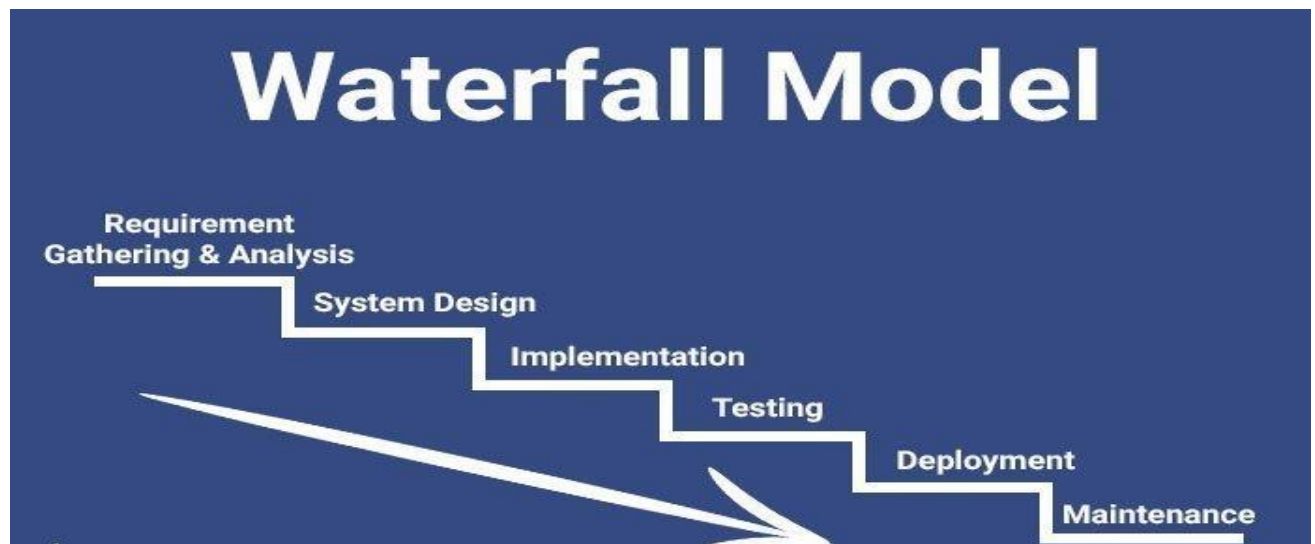 Waterfall Model
Requirement
Gathering & Analysis
System Design
Implementation
Testing
Deployment
Maintenance